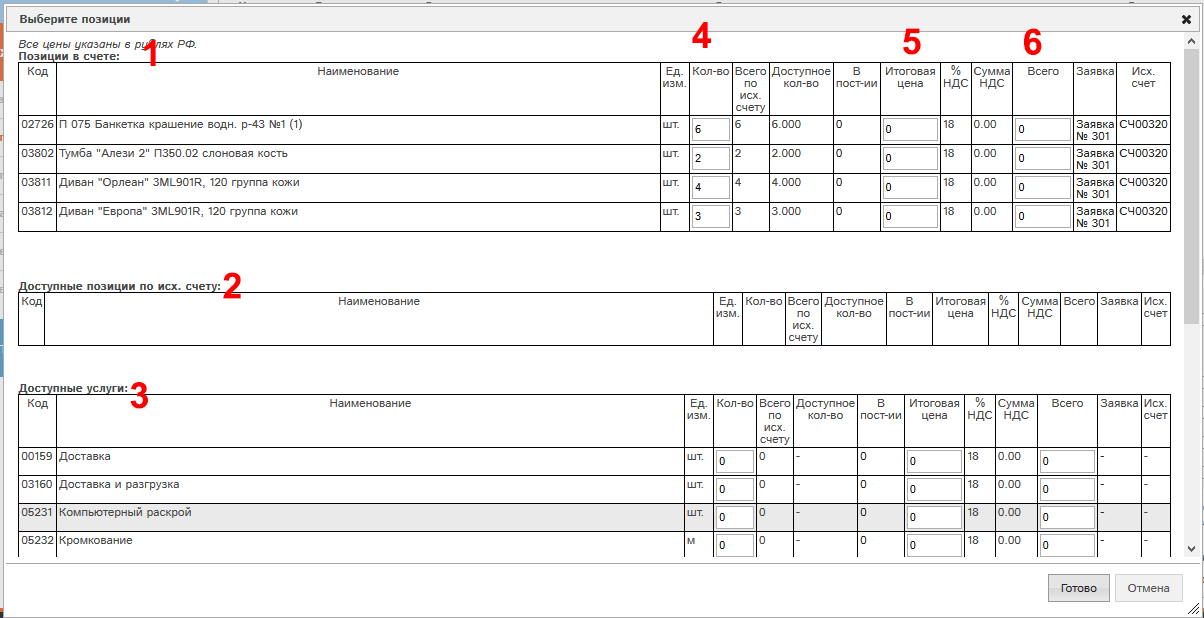 Выберите позиции
Все цены указаны в рублях РФ.
Позиции в счете:
1
4
5
6
Код Наименование Ед. изм. Кол-во Всего по исх. счету Доступное кол-во В пост-ии Итоговая цена % НДС Сумма НДС Всего Заявка Исх. счет
02726 П 075 Банкетка крашение водн. р-43 №1 (1) шт. 6 6 6.000 0 0 18 0.00 0 Заявка № 301 СЧ00320
03802 Тумба "Алези 2" П350.02 слоновая кость шт. 2 2 2.000 0 0 18 0.00 0 Заявка № 301 СЧ00320
03811 Диван "Орлеан" 3ML901R, 120 группа кожи шт. 4 4 4.000 0 0 18 0.00 0 Заявка № 301 СЧ00320
03812 Диван "Европа" 3ML901R, 120 группа кожи шт. 3 3 3.000 0 0 18 0.00 0 Заявка № 301 СЧ00320
Доступные позиции по исх. счету:
2
Код Наименование Ед. изм. Кол-во Всего по исх. счету Доступное кол-во В пост-ии Итоговая цена % НДС Сумма НДС Всего Заявка Исх. счет
Доступные услуги:
3
Код Наименование Ед. изм. Кол-во Всего по исх. счету Доступное кол-во В пост-ии Итоговая цена % НДС Сумма НДС Всего Заявка Исх. счет
00159 Доставка шт. 0 0 - 0 0 18 0.00 0 - -
03160 Доставка и разгрузка шт. 0 0 - 0 0 18 0.00 0 - -
05231 Компьютерный раскрой шт. 0 0 - 0 0 18 0.00 0 - -
05232 Кромкование м 0 0 - 0 0 18 0.00 0 - -
Готово
Отмена